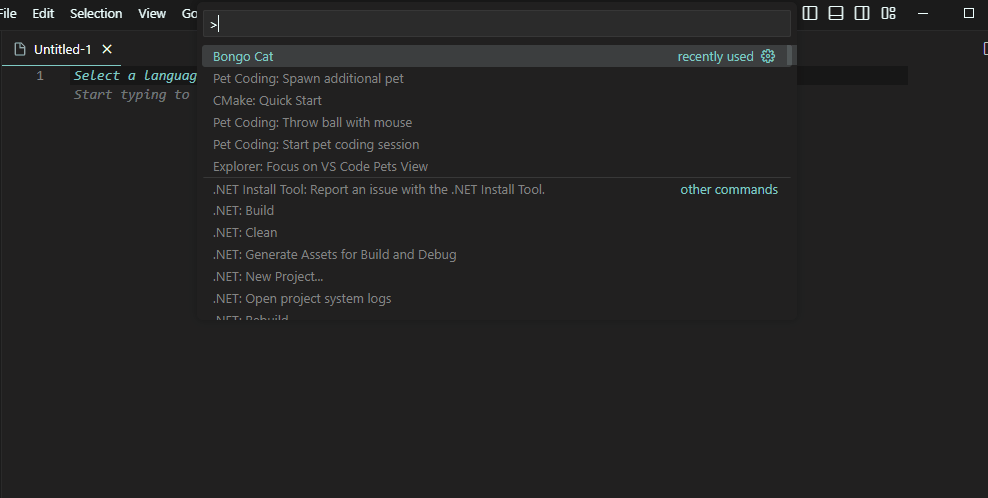 File Edit Selection View Go
>
Untitled-1
Bongo Cat recently used
1 Select a languag
Pet Coding: Spawn additional pet
Start typing to
CMake: Quick Start
Pet Coding: Throw ball with mouse
Pet Coding: Start pet coding session
Explorer: Focus on VS Code Pets View
.NET Install Tool: Report an issue with the .NET Install Tool. other commands
.NET: Build
.NET: Clean
.NET: Generate Assets for Build and Debug
.NET: New Project...
.NET: Open project system logs
.NET: Rebuild